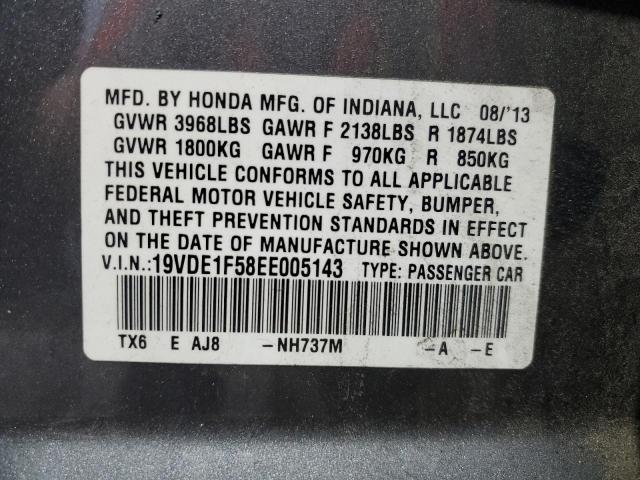 MFD. BY HONDA MFG. OF INDIANA, LLC 08/'13
GVWR 3968LBS GAWR F 2138LBS R 1874LBS
GVWR 1800KG GAWR F 970KG R 850KG
THIS VEHICLE CONFORMS TO ALL APPLICABLE
FEDERAL MOTOR VEHICLE SAFETY, BUMPER,
AND THEFT PREVENTION STANDARDS IN EFFECT
ON THE DATE OF MANUFACTURE SHOWN ABOVE.
V.I.N.:19VDE1F58EE005143 TYPE: PASSENGER CAR
TX6 E AJ8 -NH737M -A -E